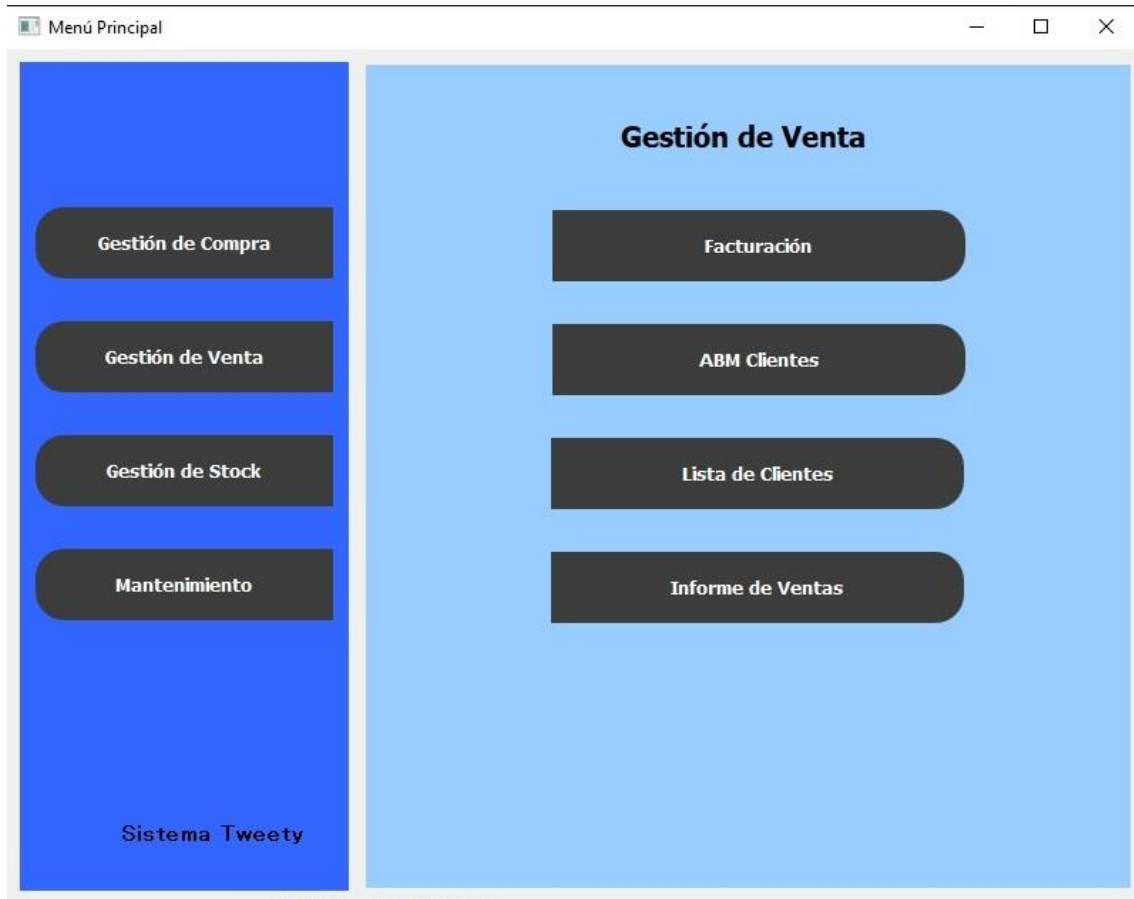 Menú Principal
Gestión de Compra
Gestión de Venta
Gestión de Stock
Mantenimiento
Sistema Tweety
Gestión de Venta
Facturación
ABM Clientes
Lista de Clientes
Informe de Ventas